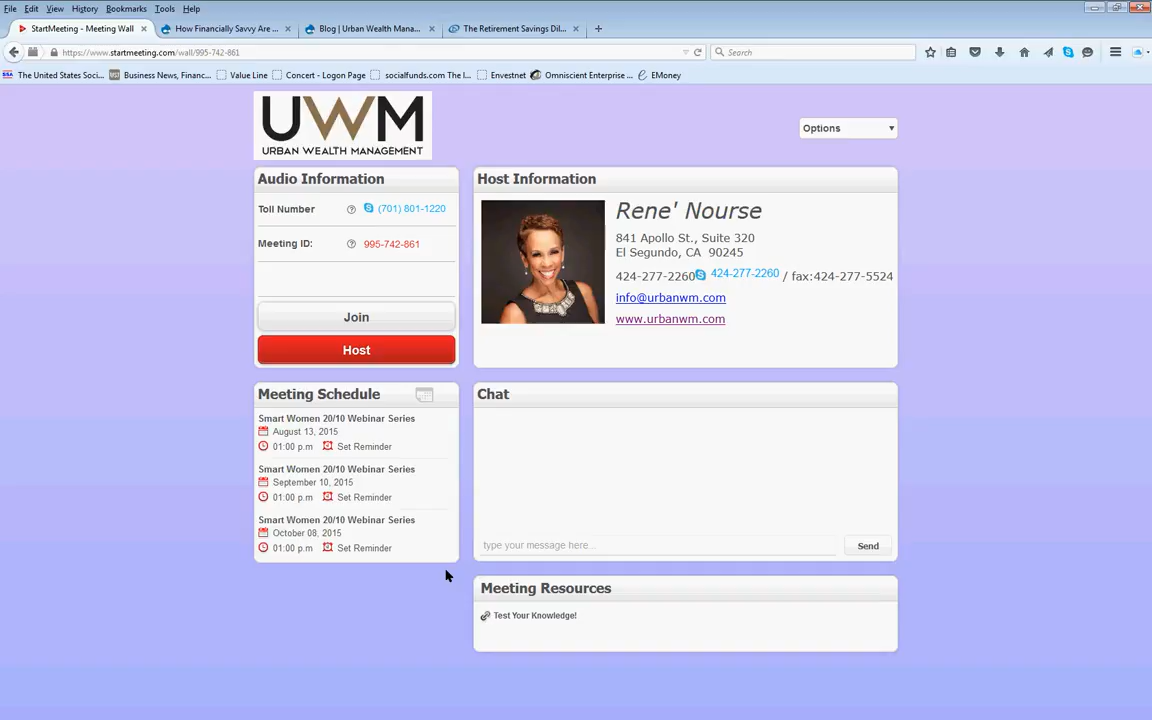 File Edit View History Bookmarks Tools Help
StartMeeting - Meeting Wall
How Financially Savvy Are ...
Blog | Urban Wealth Mana...
The Retirement Savings Dil...
https://www.startmeeting.com/wall/995-742-861
Search
SSA The United States Soci...
Business News, Financ...
Value Line
Concert - Logon Page
socialfunds.com The l...
Envestnet
Omniscient Enterprise ...
EMoney
UWM
URBAN WEALTH MANAGEMENT
Options
Audio Information
Toll Number ? (701) 801-1220
Meeting ID: ? 995-742-861
Join
Host
Host Information
Rene' Nourse
841 Apollo St., Suite 320
El Segundo, CA 90245
424-277-2260 424-277-2260 / fax:424-277-5524
info@urbanwm.com
www.urbanwm.com
Meeting Schedule
Smart Women 20/10 Webinar Series
August 13, 2015
01:00 p.m Set Reminder
Smart Women 20/10 Webinar Series
September 10, 2015
01:00 p.m Set Reminder
Smart Women 20/10 Webinar Series
October 08, 2015
01:00 p.m Set Reminder
Chat
type your message here...
Send
Meeting Resources
Test Your Knowledge!